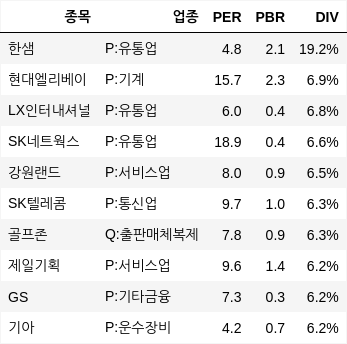 종목 업종 PER PBR DIV
한샘 P:유통업 4.8 2.1 19.2%
현대엘리베이 P:기계 15.7 2.3 6.9%
LX인터내셔널 P:유통업 6.0 0.4 6.8%
SK네트웍스 P:유통업 18.9 0.4 6.6%
강원랜드 P:서비스업 8.0 0.9 6.5%
SK텔레콤 P:통신업 9.7 1.0 6.3%
골프존 Q:출판매체복제 7.8 0.9 6.3%
제일기획 P:서비스업 9.6 1.4 6.2%
GS P:기타금융 7.3 0.3 6.2%
기아 P:운수장비 4.2 0.7 6.2%